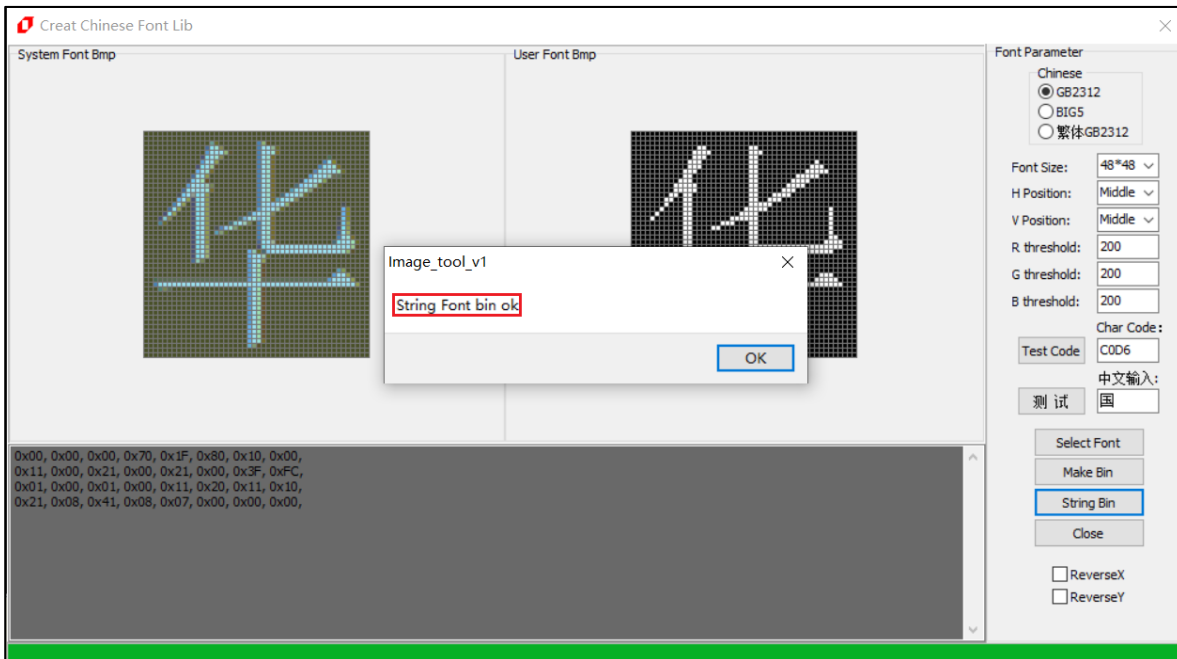 Creat Chinese Font Lib
System Font Bmp
User Font Bmp
华
华
Image_tool_v1
String Font bin ok
OK
0x00, 0x00, 0x00, 0x70, 0x1F, 0x80, 0x10, 0x00,
0x11, 0x00, 0x21, 0x00, 0x21, 0x00, 0x3F, 0xFC,
0x01, 0x00, 0x01, 0x00, 0x11, 0x20, 0x11, 0x10,
0x21, 0x08, 0x41, 0x08, 0x07, 0x00, 0x00, 0x00,
Font Parameter
Chinese
GB2312
BIG5
繁体GB2312
Font Size: 48*48
H Position: Middle
V Position: Middle
R threshold: 200
G threshold: 200
B threshold: 200
Char Code:
Test Code C0D6
中文输入:
测 试 国
Select Font
Make Bin
String Bin
Close
ReverseX
ReverseY